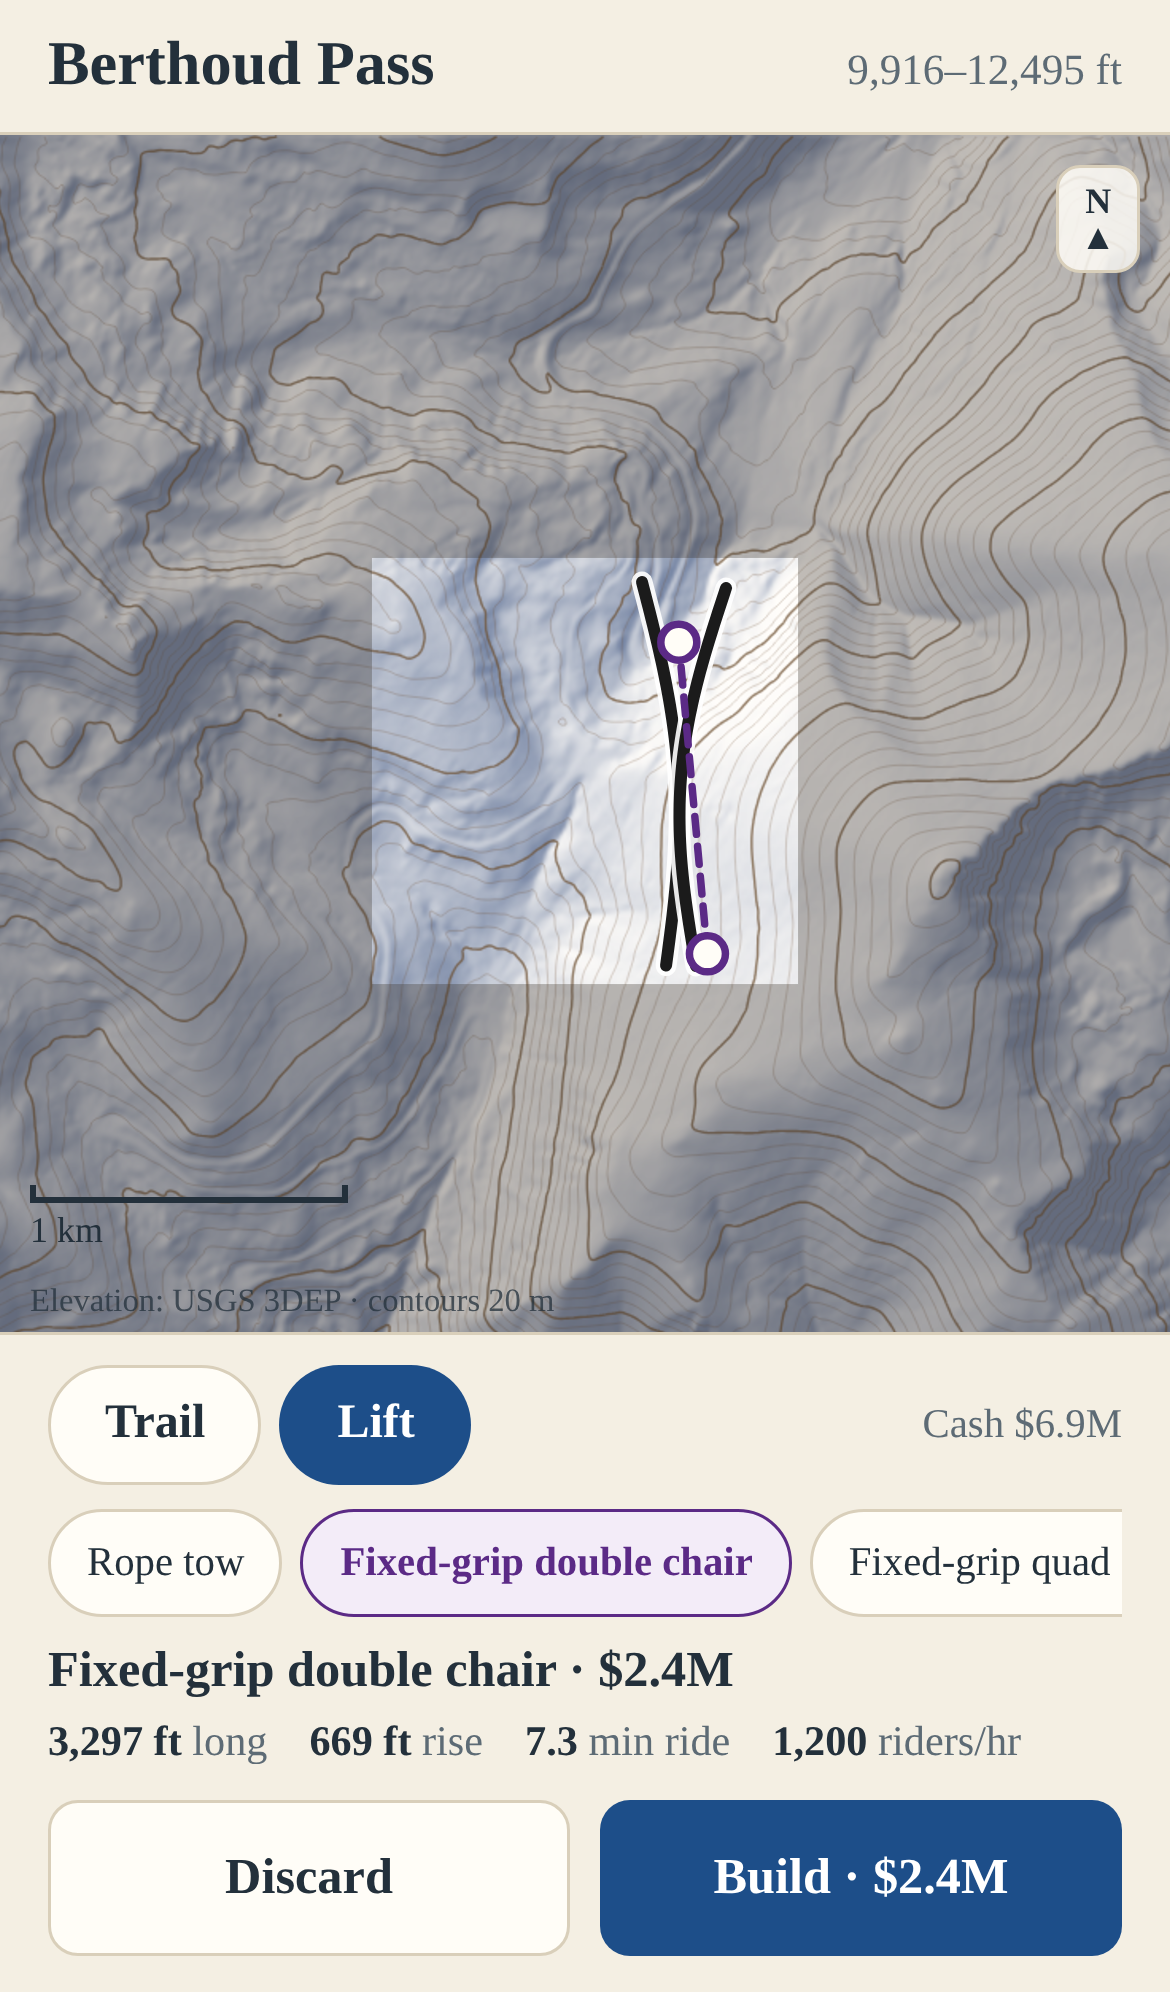 Berthoud Pass
9,916–12,495 ft
N
1 km
Elevation: USGS 3DEP · contours 20 m
Trail
Lift
Cash $6.9M
Rope tow
Fixed-grip double chair
Fixed-grip quad
Fixed-grip double chair · $2.4M
3,297 ft long 669 ft rise 7.3 min ride 1,200 riders/hr
Discard
Build · $2.4M